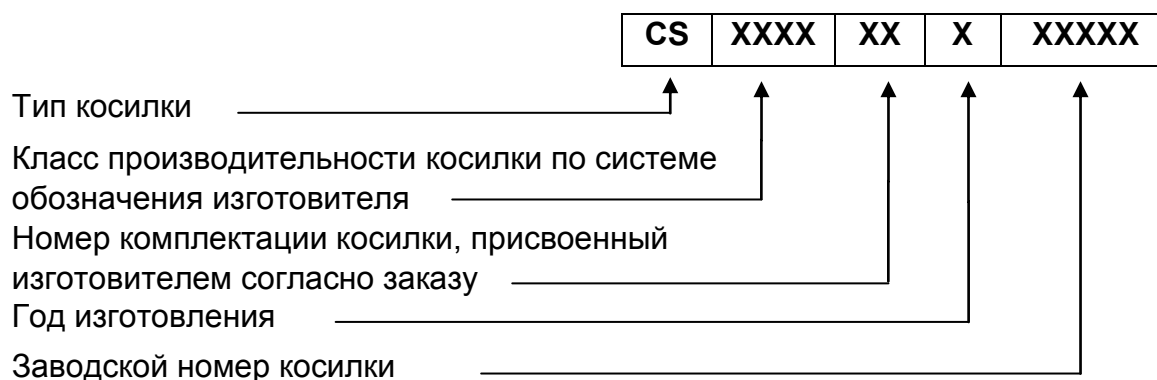 CS XXXX XX X XXXXX
Тип косилки
Класс производительности косилки по системе
обозначения изготовителя
Номер комплектации косилки, присвоенный
изготовителем согласно заказу
Год изготовления
Заводской номер косилки